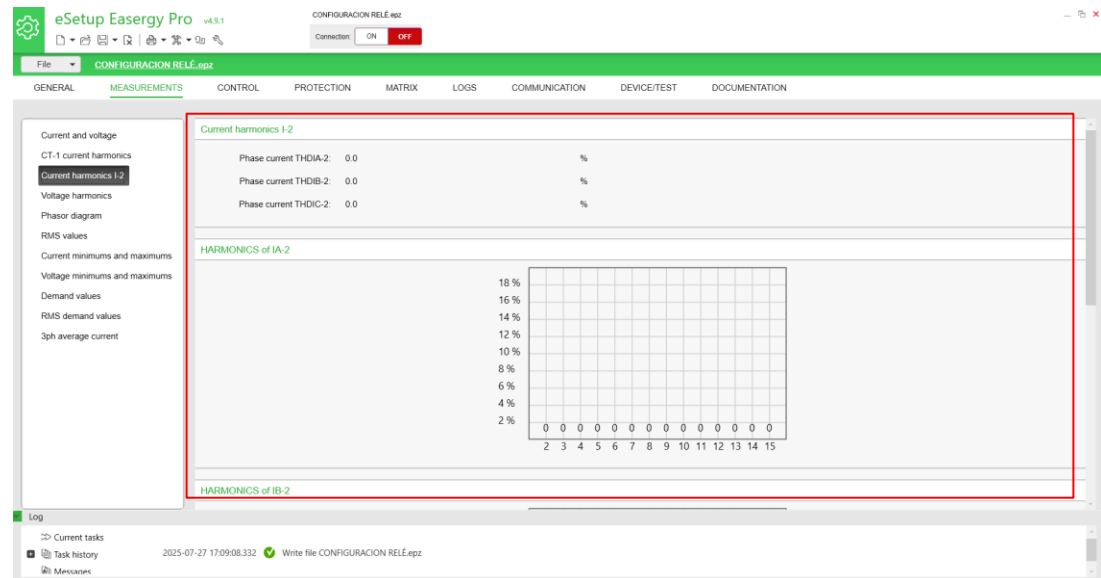 eSetup Easergy Pro v4.9.1
CONFIGURACION RELÉ.epz
Connection: ON OFF
File CONFIGURACION RELÉ.epz
GENERAL MEASUREMENTS CONTROL PROTECTION MATRIX LOGS COMMUNICATION DEVICE/TEST DOCUMENTATION
Current and voltage
CT-1 current harmonics
Current harmonics I-2
Voltage harmonics
Phasor diagram
RMS values
Current minimums and maximums
Voltage minimums and maximums
Demand values
RMS demand values
3ph average current
Current harmonics I-2
Phase current THDIA-2: 0.0 %
Phase current THDIB-2: 0.0 %
Phase current THDIC-2: 0.0 %
HARMONICS of IA-2
18 %
16 %
14 %
12 %
10 %
8 %
6 %
4 %
2 %
0 0 0 0 0 0 0 0 0 0 0 0 0 0
2 3 4 5 6 7 8 9 10 11 12 13 14 15
HARMONICS of IB-2
Log
Current tasks
Task history
Messages
2025-07-27 17:09:08.332 Write file CONFIGURACION RELÉ.epz